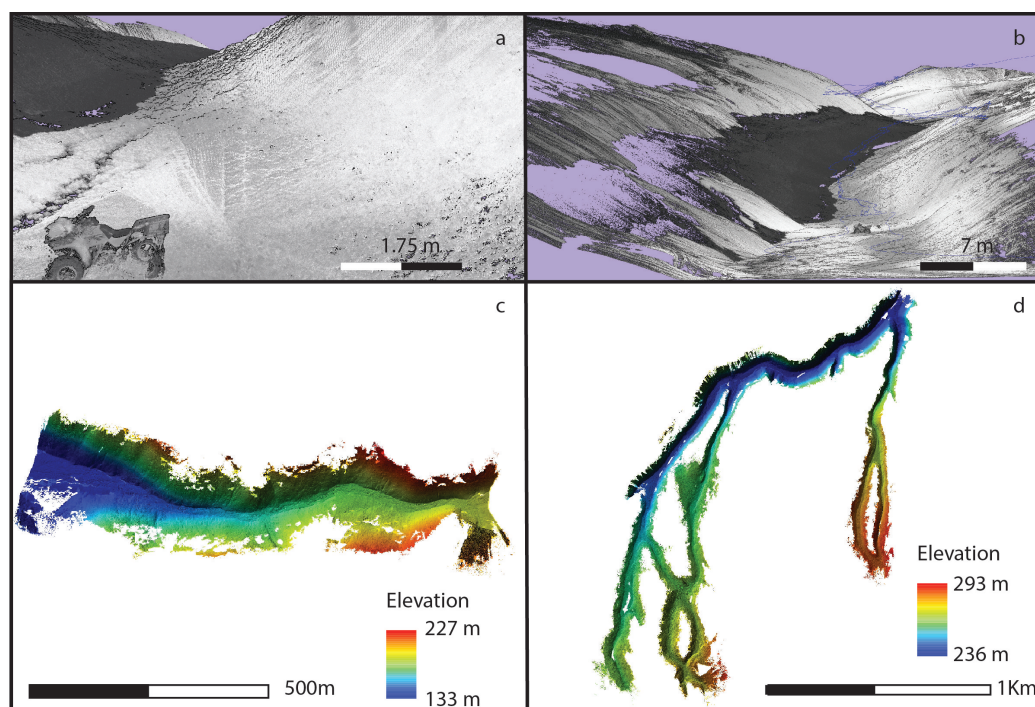 a
1.75 m
b
7 m
c
Elevation
227 m
133 m
500m
d
Elevation
293 m
236 m
1Km